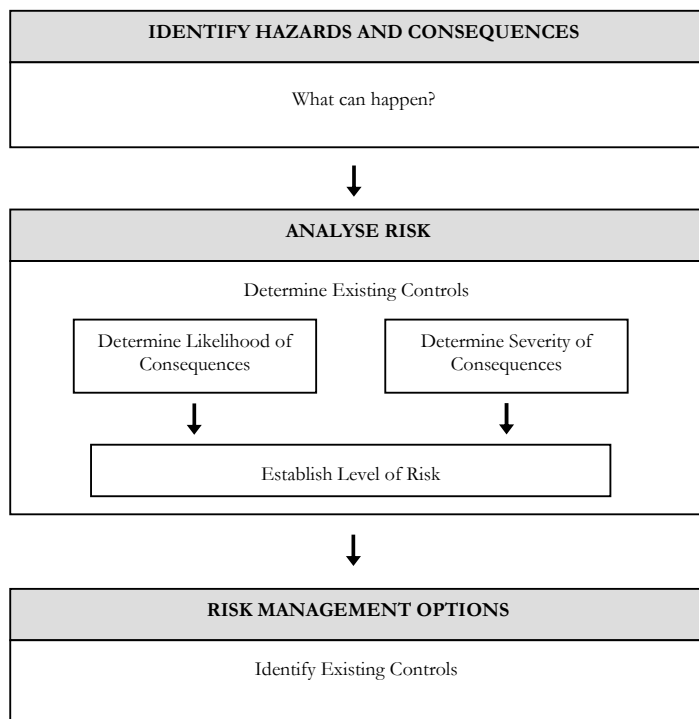 IDENTIFY HAZARDS AND CONSEQUENCES
What can happen?
ANALYSE RISK
Determine Existing Controls
Determine Likelihood of
Consequences
Determine Severity of
Consequences
Establish Level of Risk
RISK MANAGEMENT OPTIONS
Identify Existing Controls